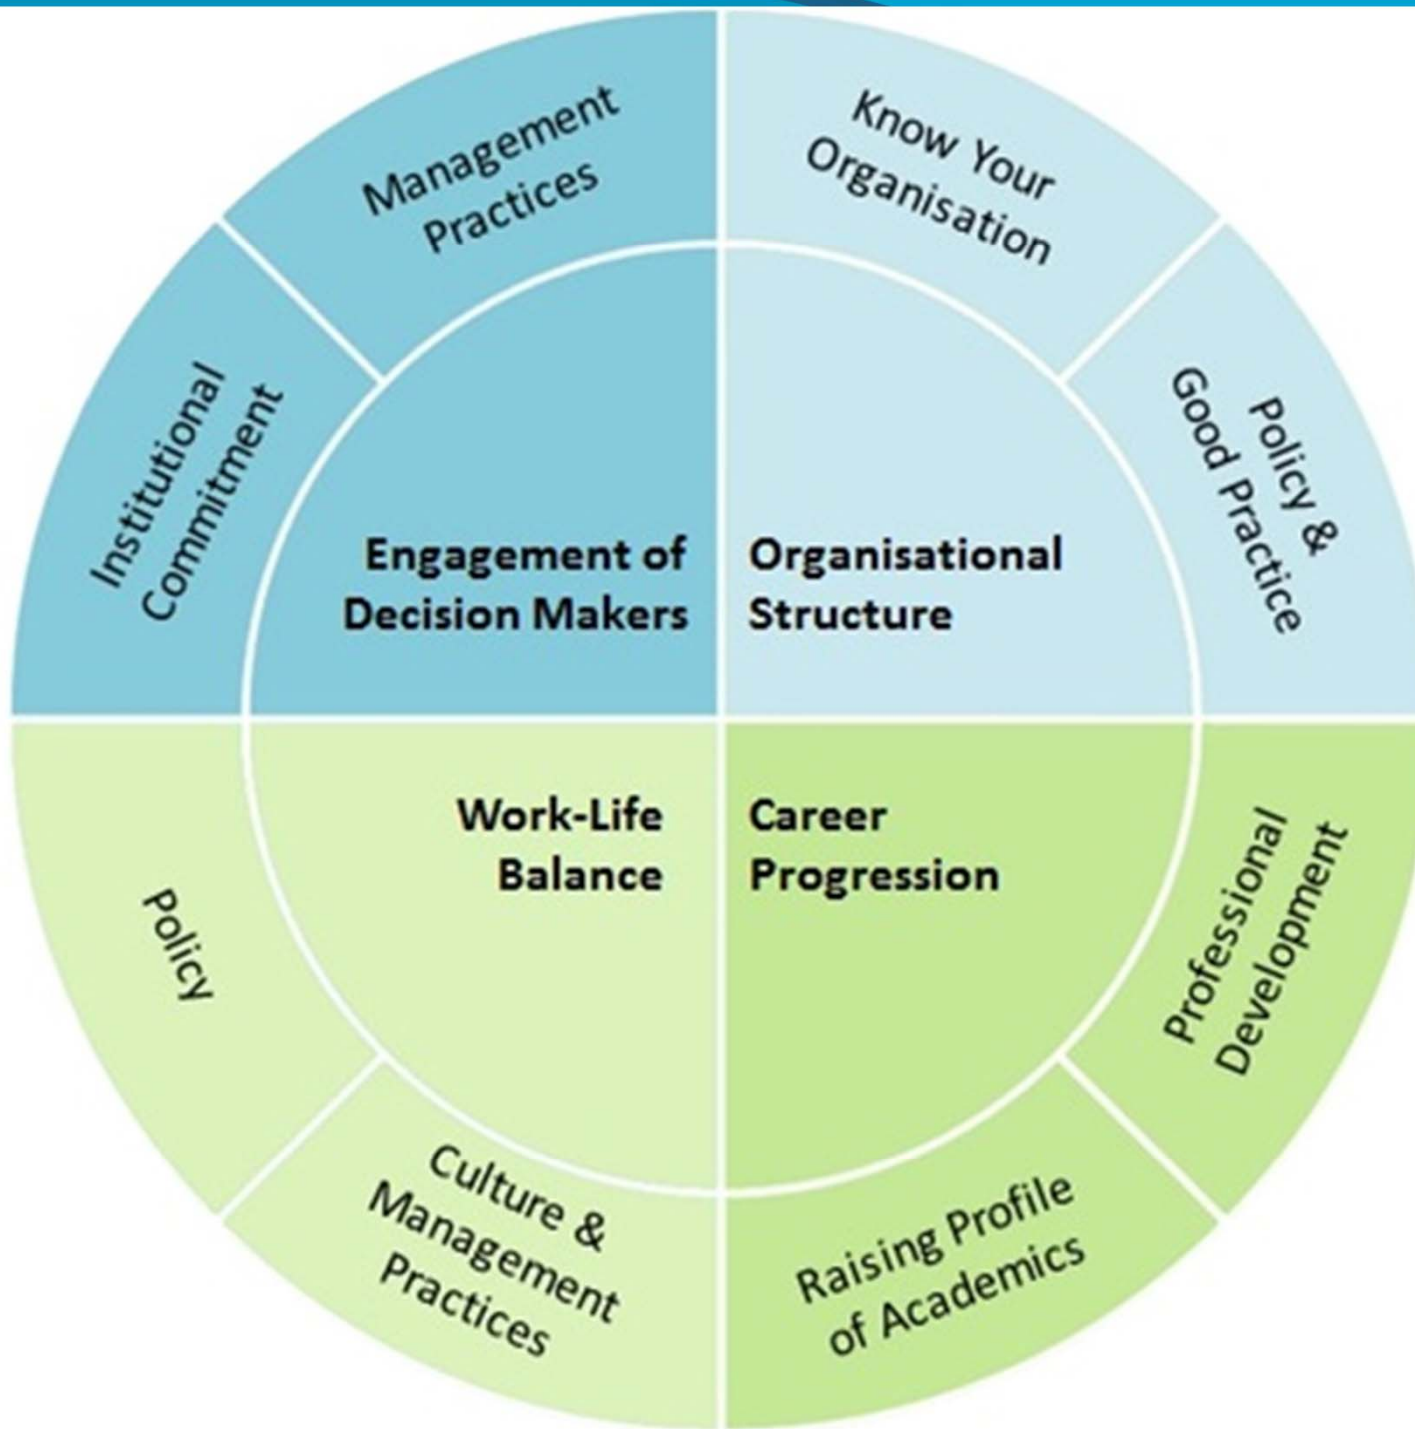 Management
Practices
Know Your
Organisation
Institutional
Commitment
Policy &
Good Practice
Engagement of
Decision Makers
Organisational
Structure
Work-Life
Balance
Career
Progression
Policy
Professional
Development
Culture &
Management
Practices
Raising Profile
of Academics